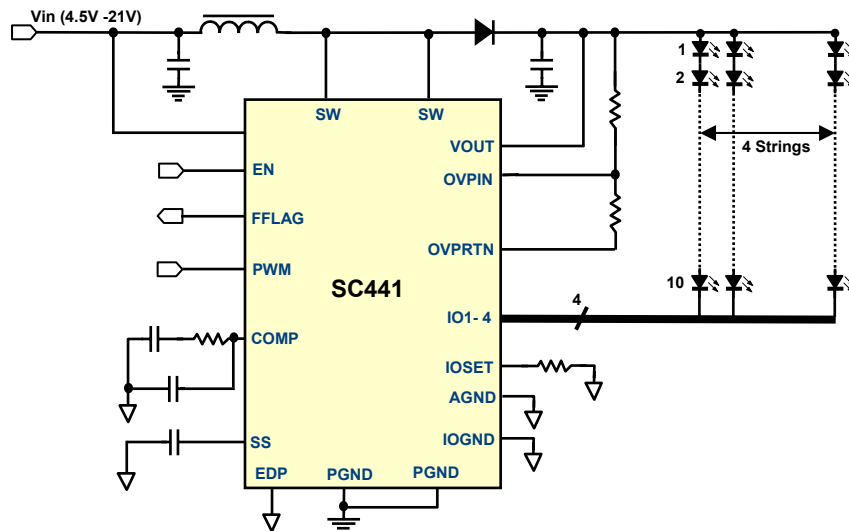 Vin (4.5V -21V)
SW
SW
VOUT
EN
OVPIN
FFLAG
OVPRTN
PWM
SC441
IO1- 4
COMP
IOSET
AGND
SS
IOGND
EDP
PGND
PGND
1
2
4 Strings
10
4